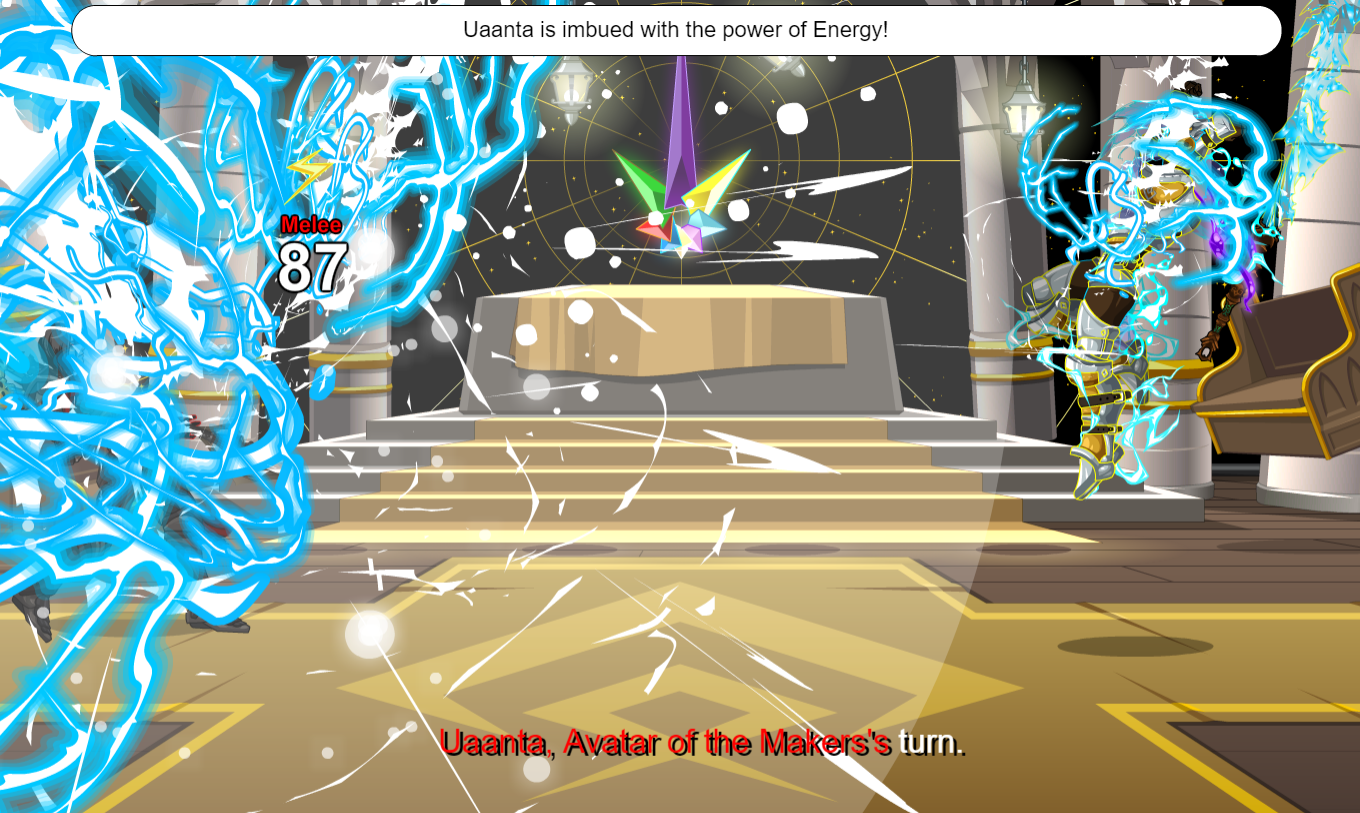 Uaanta is imbued with the power of Energy!
Melee
87
Uaanta, Avatar of the Makers's turn.